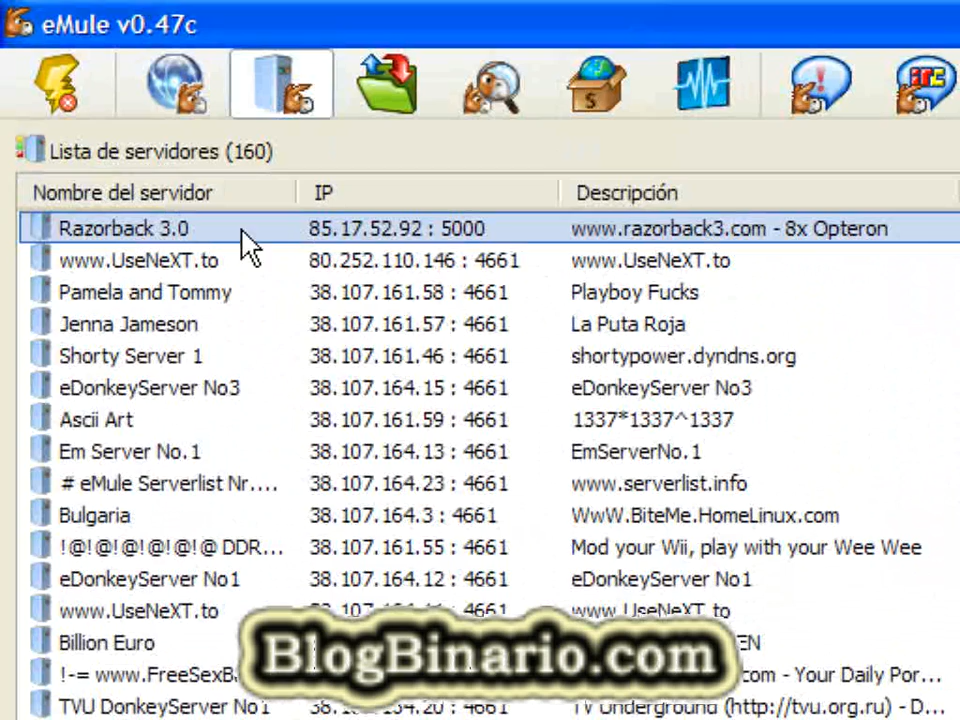 eMule v0.47c
Lista de servidores (160)
Nombre del servidor IP Descripción
Razorback 3.0 85.17.52.92 : 5000 www.razorback3.com - 8x Opteron
www.UseNeXT.to 80.252.110.146 : 4661 www.UseNeXT.to
Pamela and Tommy 38.107.161.58 : 4661 Playboy Fucks
Jenna Jameson 38.107.161.57 : 4661 La Puta Roja
Shorty Server 1 38.107.161.46 : 4661 shortypower.dyndns.org
eDonkeyServer No3 38.107.164.15 : 4661 eDonkeyServer No3
Ascii Art 38.107.161.59 : 4661 1337*1337^1337
Em Server No.1 38.107.164.13 : 4661 EmServerNo.1
# eMule Serverlist Nr.... 38.107.164.23 : 4661 www.serverlist.info
Bulgaria 38.107.164.3 : 4661 WwW.BiteMe.HomeLinux.com
!@!@!@!@!@!@ DDR... 38.107.161.55 : 4661 Mod your Wii, play with your Wee Wee
eDonkeyServer No1 38.107.164.12 : 4661 eDonkeyServer No1
www.UseNeXT.to www.UseNeXT.to
Billion Euro EN
BlogBinario.com
!-= www.FreeSexB com - Your Daily Por...
TVU DonkeyServer No1 38.107.164.20 : 4661 TV Underground (http://tvu.org.ru) - D...